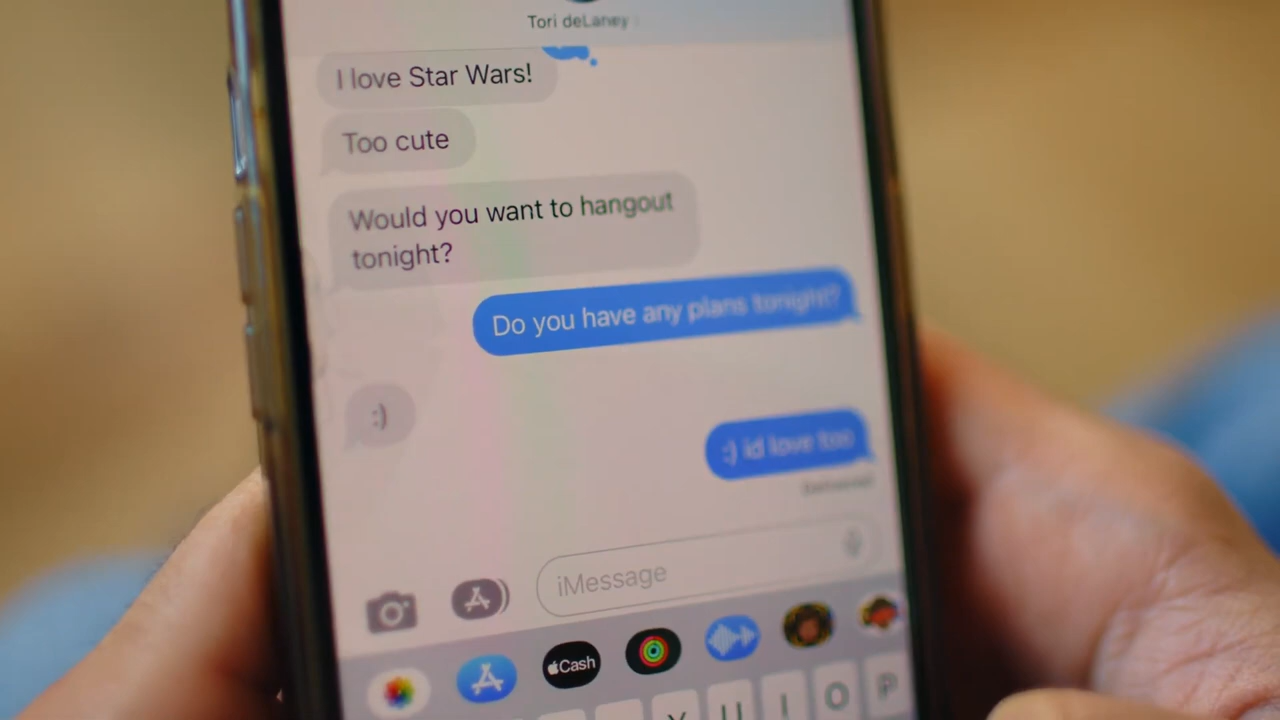 Tori deLaney
I love Star Wars!
Too cute
Would you want to hangout
tonight?
Do you have any plans tonight?
:)
:) id love too
Delivered
iMessage
Cash
Y U I O P